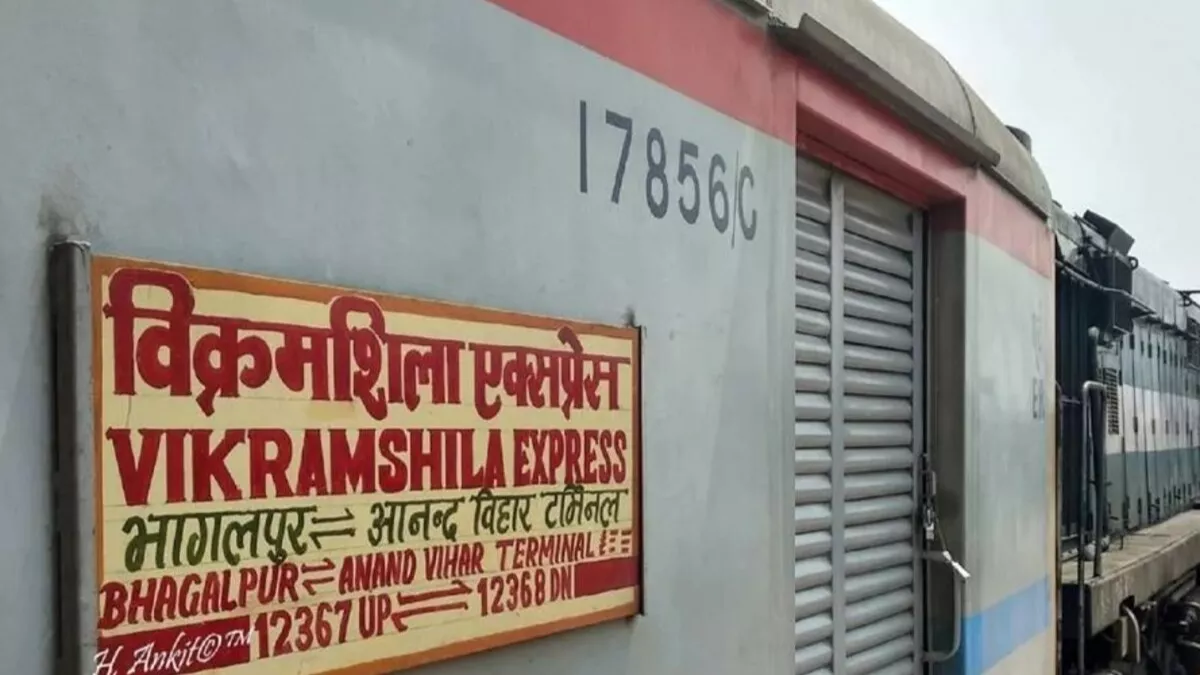 17856/C
विक्रमशिला एक्सप्रेस
VIKRAMSHILA EXPRESS
भागलपुर ⇌ आनन्द विहार टर्मिनल
BHAGALPUR ⇌ ANAND VIHAR TERMINAL
12367 UP ⇌ 12368 DN
H. Ankit©™